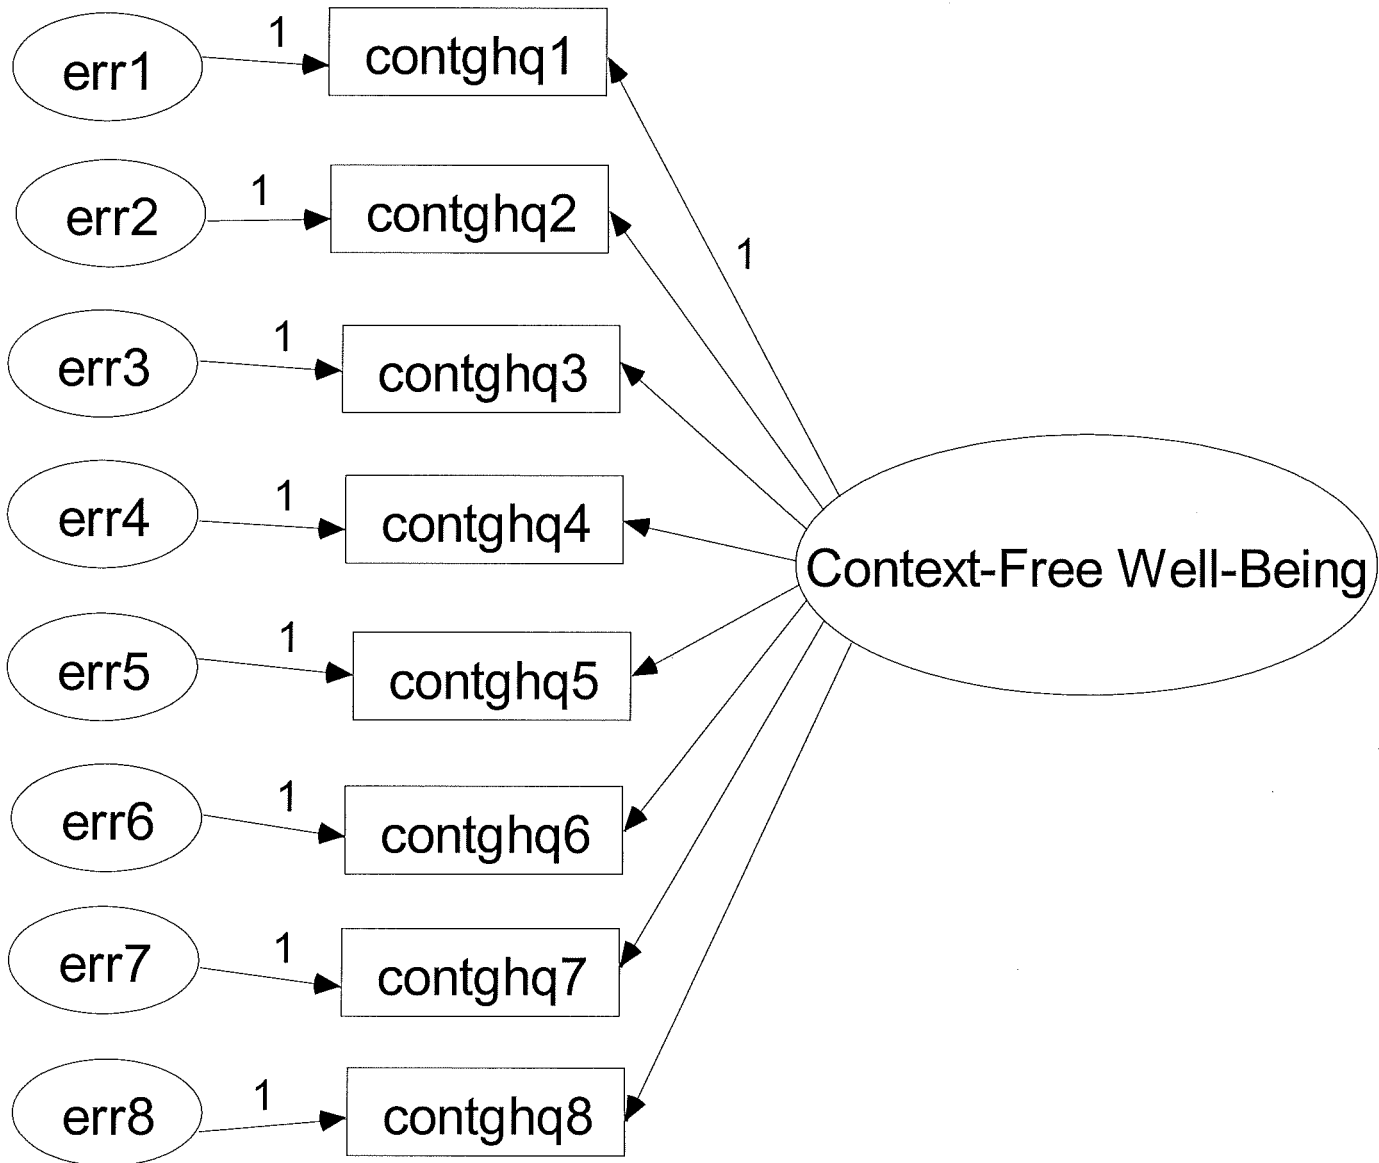 1
err1
contghq1
1
err2
contghq2
1
1
err3
contghq3
1
err4
contghq4
Context-Free Well-Being
1
err5
contghq5
1
err6
contghq6
1
err7
contghq7
1
err8
contghq8